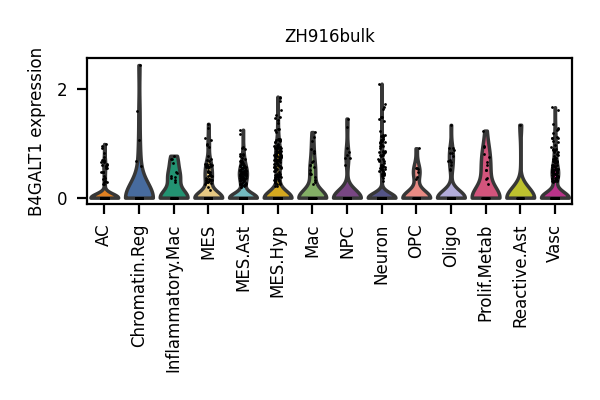 ZH916bulk
B4GALT1 expression
2
0
AC
Chromatin.Reg
Inflammatory.Mac
MES
MES.Ast
MES.Hyp
Mac
NPC
Neuron
OPC
Oligo
Prolif.Metab
Reactive.Ast
Vasc